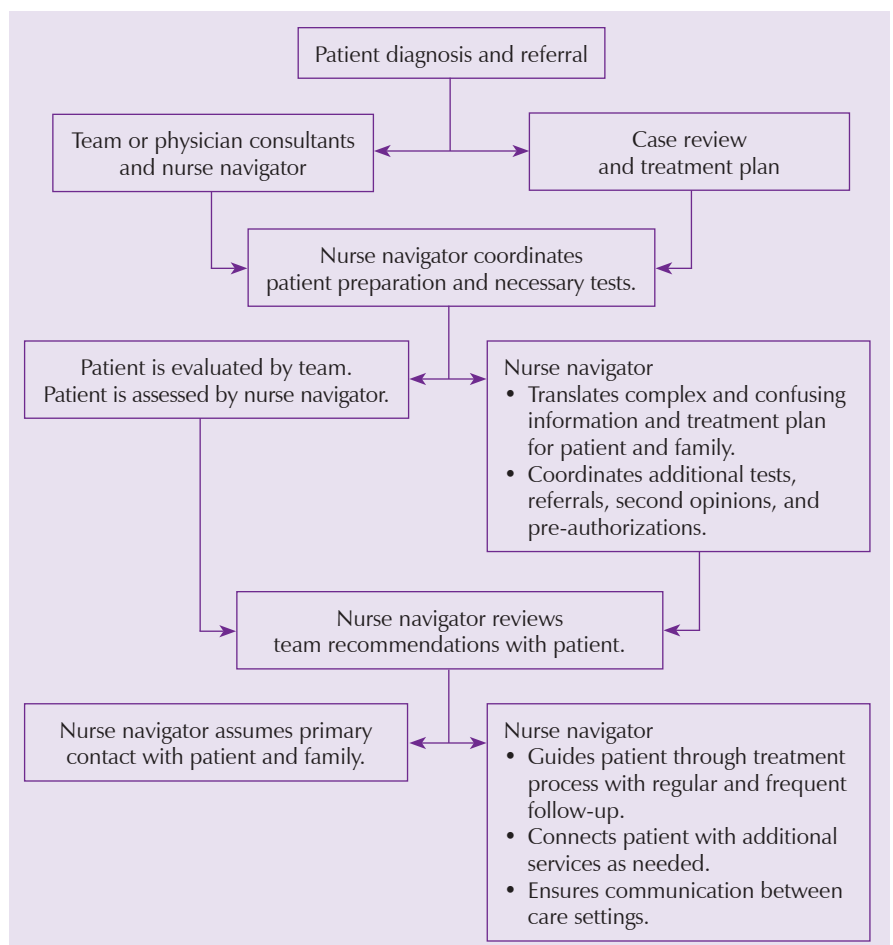 Patient diagnosis and referral
Team or physician consultants
and nurse navigator
Case review
and treatment plan
Nurse navigator coordinates
patient preparation and necessary tests.
Patient is evaluated by team.
Patient is assessed by nurse navigator.
Nurse navigator
• Translates complex and confusing
information and treatment plan
for patient and family.
• Coordinates additional tests,
referrals, second opinions, and
pre-authorizations.
Nurse navigator reviews
team recommendations with patient.
Nurse navigator assumes primary
contact with patient and family.
Nurse navigator
• Guides patient through treatment
process with regular and frequent
follow-up.
• Connects patient with additional
services as needed.
• Ensures communication between
care settings.